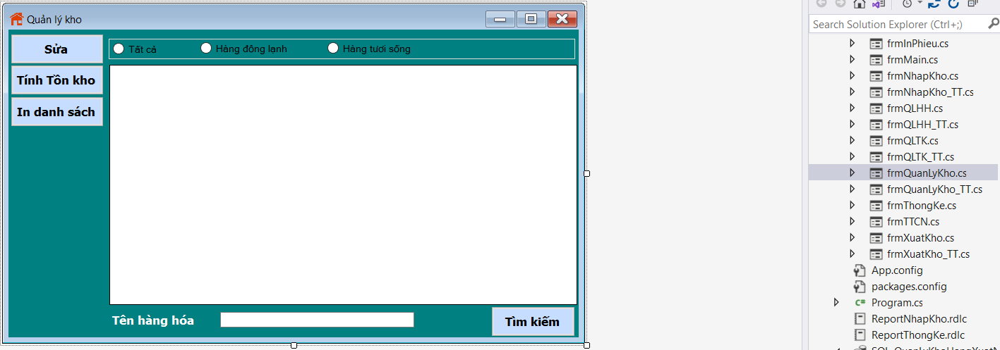 Quản lý kho
Sửa
Tính Tồn kho
In danh sách
Tất cả
Hàng đông lạnh
Hàng tươi sống
Tên hàng hóa
Tìm kiếm
Search Solution Explorer (Ctrl+;)
frmInPhieu.cs
frmMain.cs
frmNhapKho.cs
frmNhapKho_TT.cs
frmQLHH.cs
frmQLHH_TT.cs
frmQLTK.cs
frmQLTK_TT.cs
frmQuanLyKho.cs
frmQuanLyKho_TT.cs
frmThongKe.cs
frmTTCN.cs
frmXuatKho.cs
frmXuatKho_TT.cs
App.config
packages.config
C# Program.cs
ReportNhapKho.rdlc
ReportThongKe.rdlc